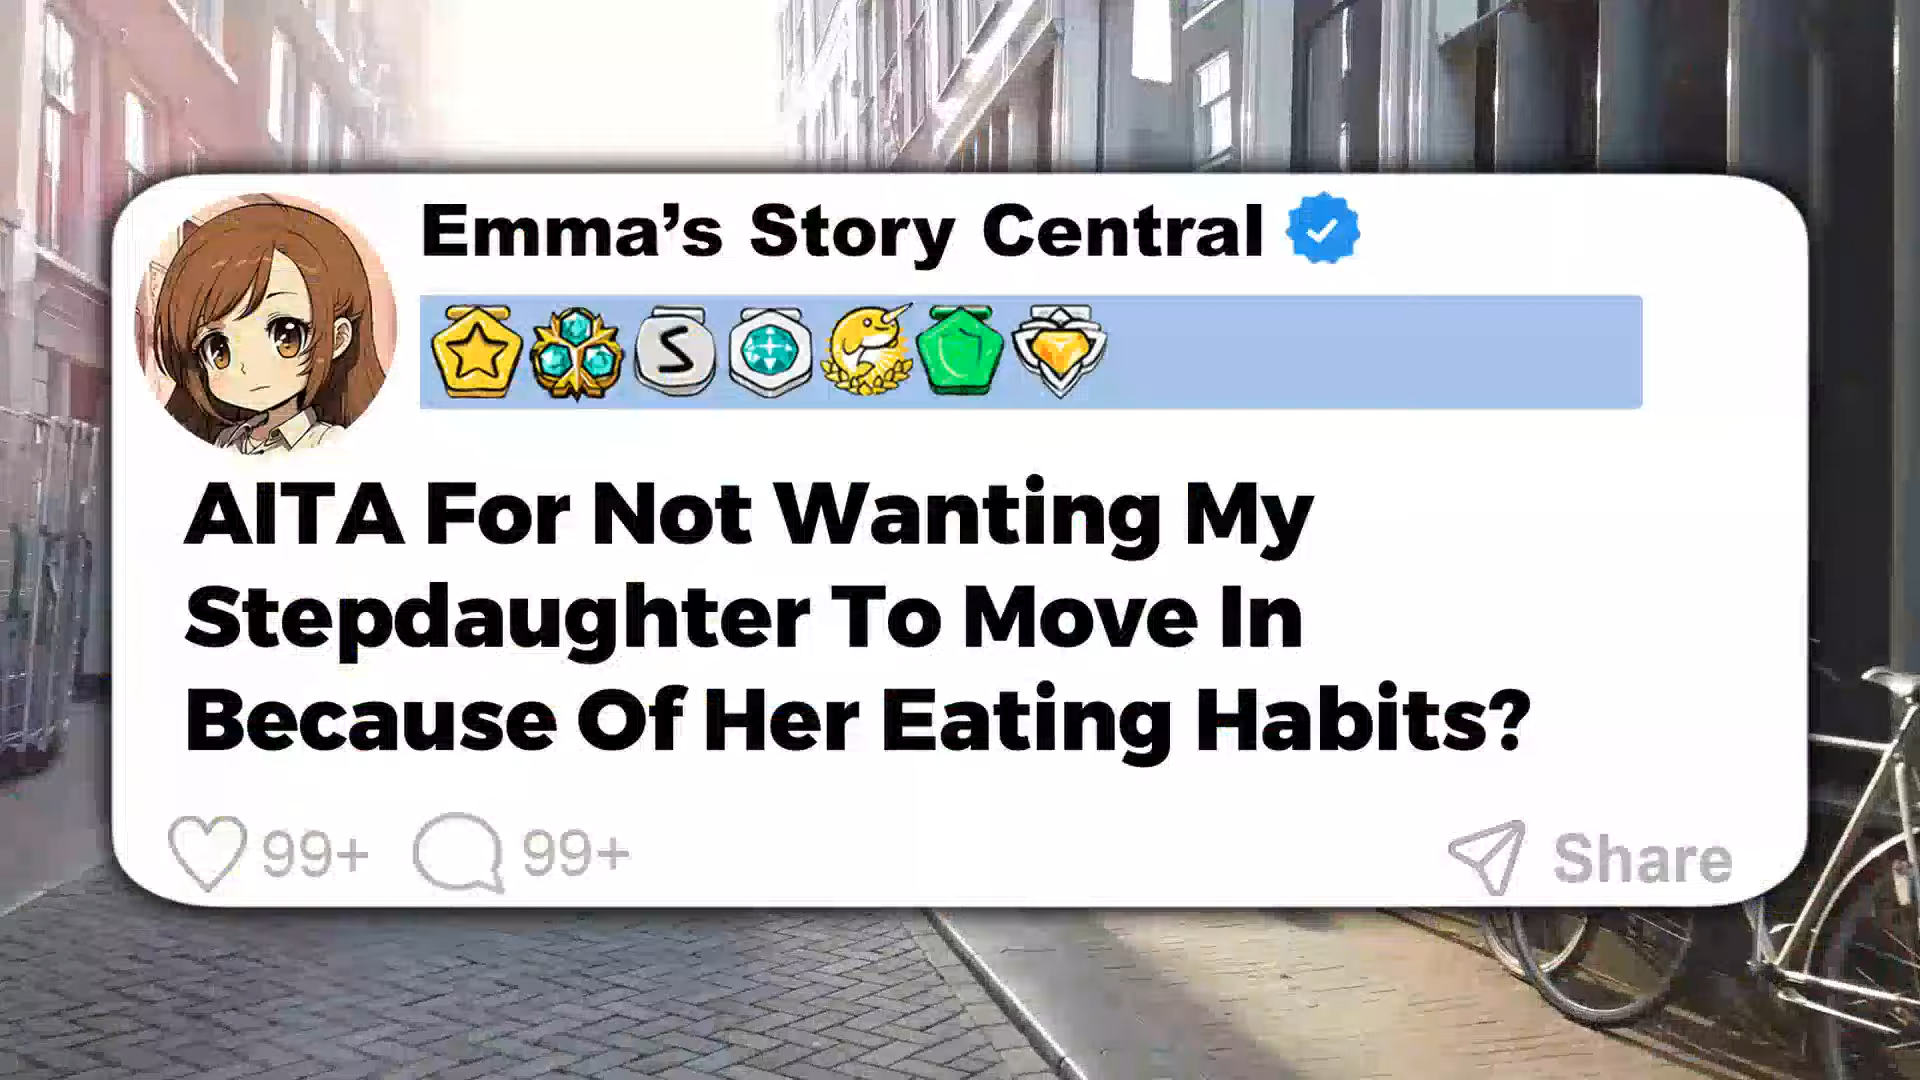 Emma’s Story Central
S
AITA For Not Wanting My
Stepdaughter To Move In
Because Of Her Eating Habits?
99+ 99+ Share